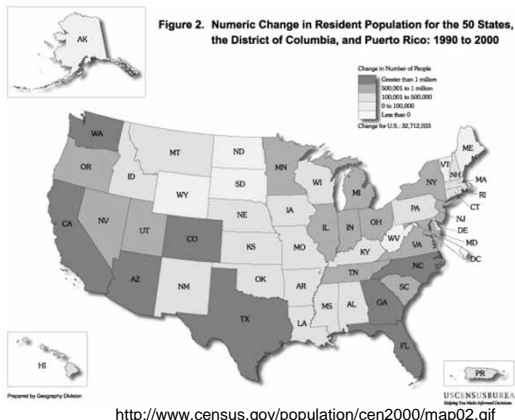 Figure 2. Numeric Change in Resident Population for the 50 States,
the District of Columbia, and Puerto Rico: 1990 to 2000
AK
Change in Number of People
Greater than 1 million
500,001 to 1 million
100,001 to 500,000
0 to 100,000
Less than 0
Change for U.S.: 32,712,033
WA
MT
ND
MN
ME
VT
NH
OR
ID
SD
WI
NY
MA
RI
WY
MI
CT
IA
PA
NJ
NV
NE
IL
IN
OH
DE
UT
CO
WV
MD
CA
KS
MO
KY
VA
DC
TN
NC
AZ
NM
OK
AR
SC
MS
AL
GA
TX
LA
FL
HI
PR
Prepared by Geography Division
USCENSUSBUREA
Helping You Make Informed Decisions
http://www.census.gov/population/cen2000/map02.gif